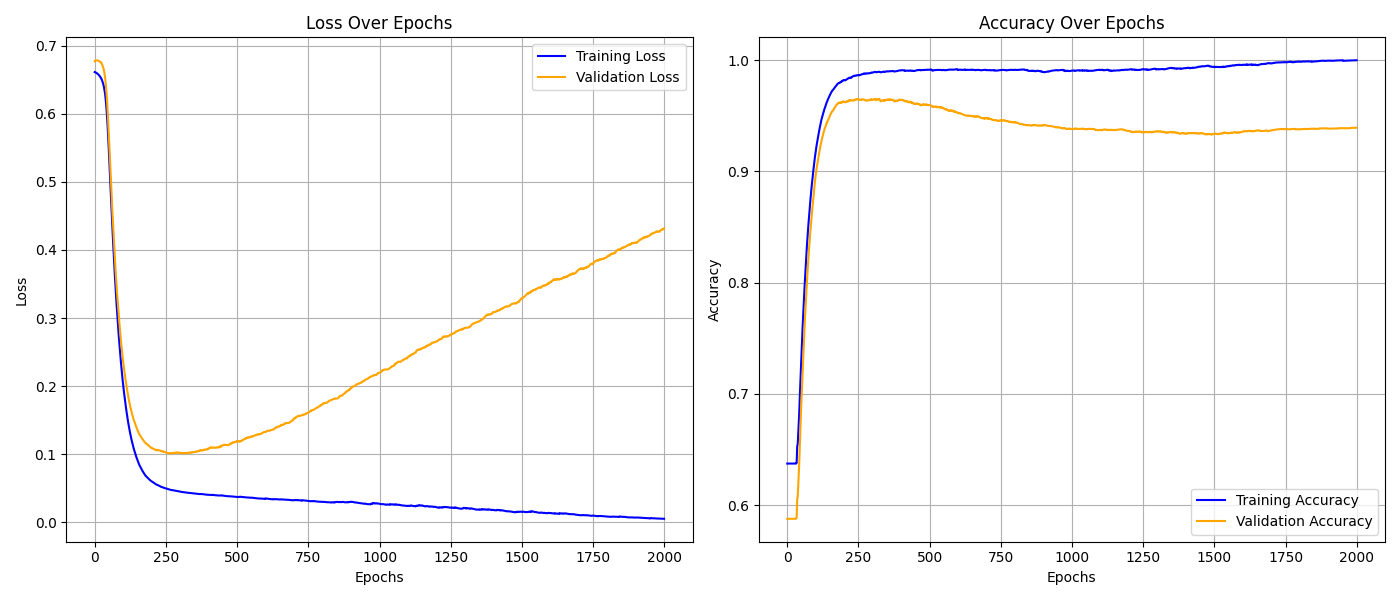 Loss Over Epochs
Training Loss
Validation Loss
0.7
0.6
0.5
0.4
0.3
0.2
0.1
0.0
Loss
0 250 500 750 1000 1250 1500 1750 2000
Epochs
Accuracy Over Epochs
1.0
0.9
0.8
0.7
0.6
Accuracy
Training Accuracy
Validation Accuracy
0 250 500 750 1000 1250 1500 1750 2000
Epochs